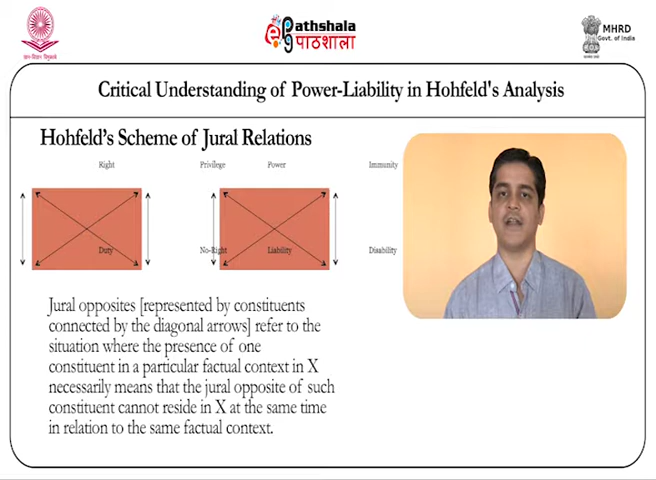 Pathshala
पाठशाला
MHRD
Govt. of India
Critical Understanding of Power-Liability in Hohfeld's Analysis
Hohfeld's Scheme of Jural Relations
Right Privilege Power Immunity
Duty No-Right Liability Disability
Jural opposites [represented by constituents
connected by the diagonal arrows] refer to the
situation where the presence of one
constituent in a particular factual context in X
necessarily means that the jural opposite of such
constituent cannot reside in X at the same time
in relation to the same factual context.